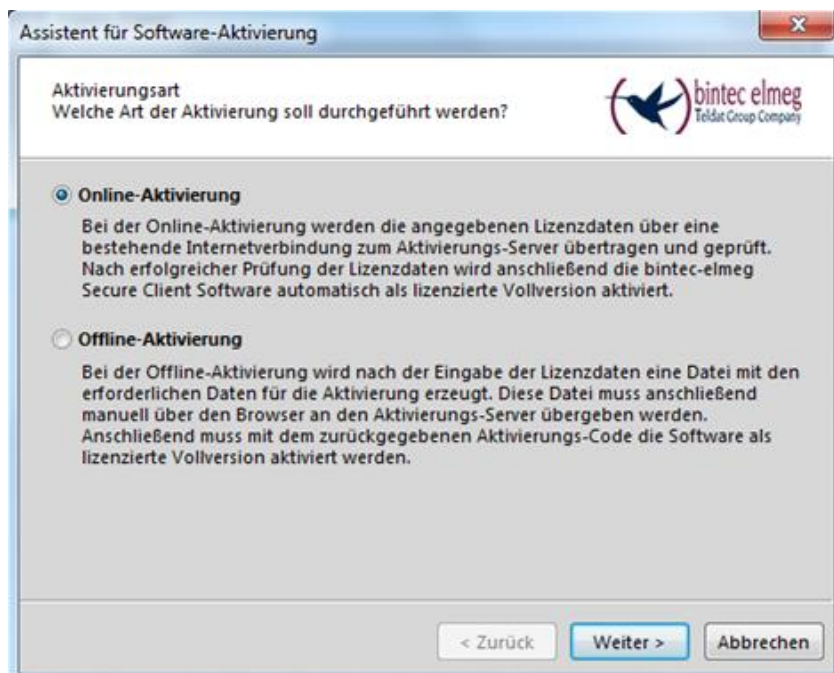 Assistent für Software-Aktivierung
Aktivierungsart
Welche Art der Aktivierung soll durchgeführt werden?
bintec elmeg
Teldat Group Company
Online-Aktivierung
Bei der Online-Aktivierung werden die angegebenen Lizenzdaten über eine
bestehende Internetverbindung zum Aktivierungs-Server übertragen und geprüft.
Nach erfolgreicher Prüfung der Lizenzdaten wird anschließend die bintec-elmeg
Secure Client Software automatisch als lizenzierte Vollversion aktiviert.
Offline-Aktivierung
Bei der Offline-Aktivierung wird nach der Eingabe der Lizenzdaten eine Datei mit den
erforderlichen Daten für die Aktivierung erzeugt. Diese Datei muss anschließend
manuell über den Browser an den Aktivierungs-Server übergeben werden.
Anschließend muss mit dem zurückgegebenen Aktivierungs-Code die Software als
lizenzierte Vollversion aktiviert werden.
< Zurück
Weiter >
Abbrechen